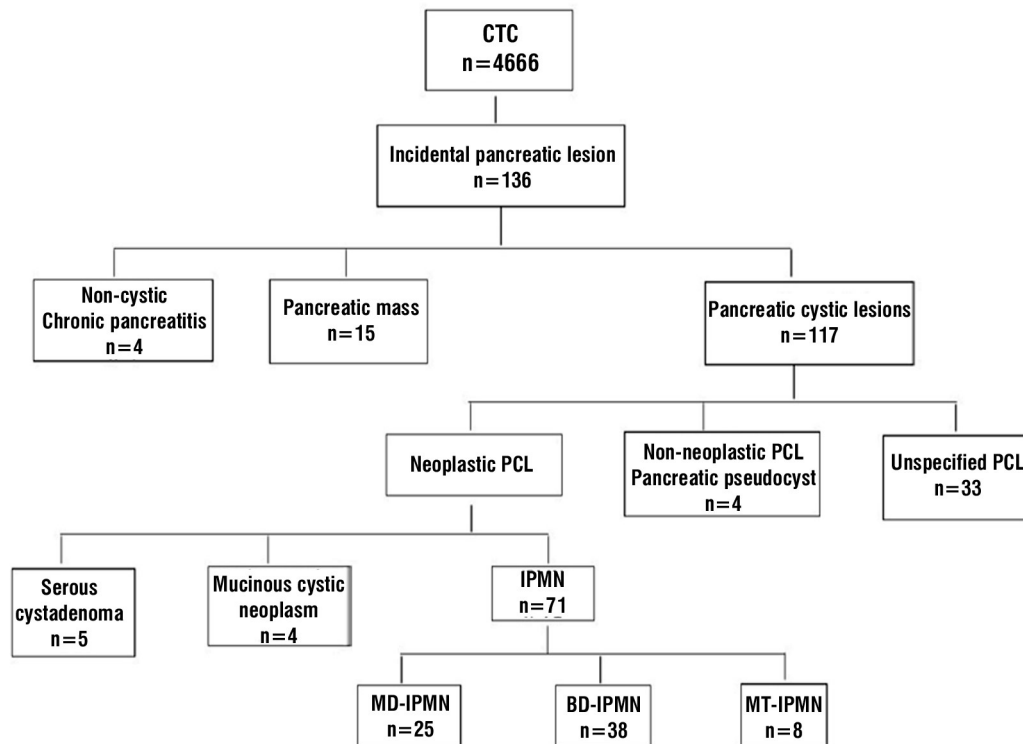 CTC
n=4666
Incidental pancreatic lesion
n=136
Non-cystic
Chronic pancreatitis
n=4
Pancreatic mass
n=15
Pancreatic cystic lesions
n=117
Neoplastic PCL
Non-neoplastic PCL
Pancreatic pseudocyst
n=4
Unspecified PCL
n=33
Serous
cystadenoma
n=5
Mucinous cystic
neoplasm
n=4
IPMN
n=71
MD-IPMN
n=25
BD-IPMN
n=38
MT-IPMN
n=8